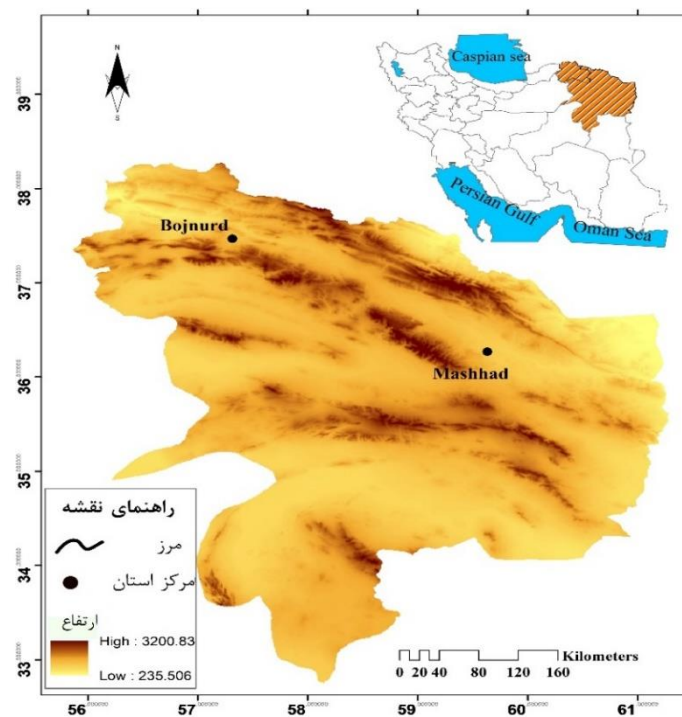 N
S
Caspian sea
Persian Gulf
Oman Sea
39
38
37
36
35
34
33
Bojnurd
Mashhad
راهنمای نقشه
مرز
مرکز استان
ارتفاع
High : 3200.83
Low : 235.506
Kilometers
0 20 40 80 120 160
56 57 58 59 60 61